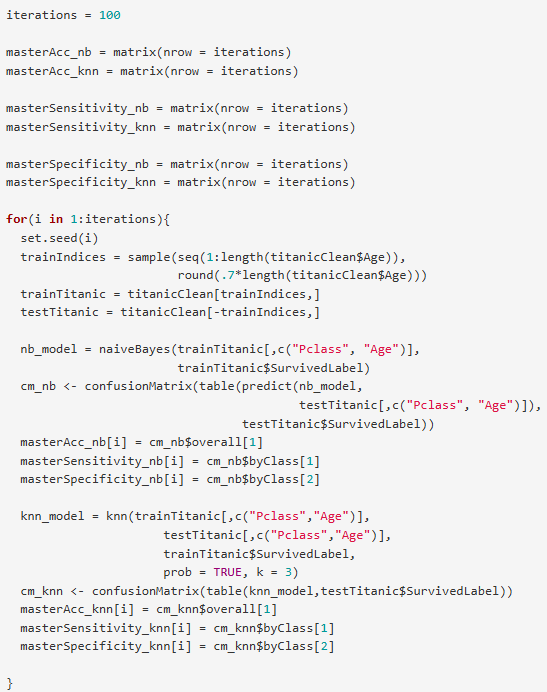 iterations = 100
masterAcc_nb = matrix(nrow = iterations)
masterAcc_knn = matrix(nrow = iterations)
masterSensitivity_nb = matrix(nrow = iterations)
masterSensitivity_knn = matrix(nrow = iterations)
masterSpecificity_nb = matrix(nrow = iterations)
masterSpecificity_knn = matrix(nrow = iterations)
for(i in 1:iterations){
  set.seed(i)
  trainIndices = sample(seq(1:length(titanicClean$Age)),
                        round(.7*length(titanicClean$Age)))
  trainTitanic = titanicClean[trainIndices,]
  testTitanic = titanicClean[-trainIndices,]
  nb_model = naiveBayes(trainTitanic[,c("Pclass", "Age")],
                        trainTitanic$SurvivedLabel)
  cm_nb <- confusionMatrix(table(predict(nb_model,
                                         testTitanic[,c("Pclass", "Age")]),
                                 testTitanic$SurvivedLabel))
  masterAcc_nb[i] = cm_nb$overall[1]
  masterSensitivity_nb[i] = cm_nb$byClass[1]
  masterSpecificity_nb[i] = cm_nb$byClass[2]
  knn_model = knn(trainTitanic[,c("Pclass","Age")],
                      testTitanic[,c("Pclass","Age")],
                      trainTitanic$SurvivedLabel,
                      prob = TRUE, k = 3)
  cm_knn <- confusionMatrix(table(knn_model,testTitanic$SurvivedLabel))
  masterAcc_knn[i] = cm_knn$overall[1]
  masterSensitivity_knn[i] = cm_knn$byClass[1]
  masterSpecificity_knn[i] = cm_knn$byClass[2]
}